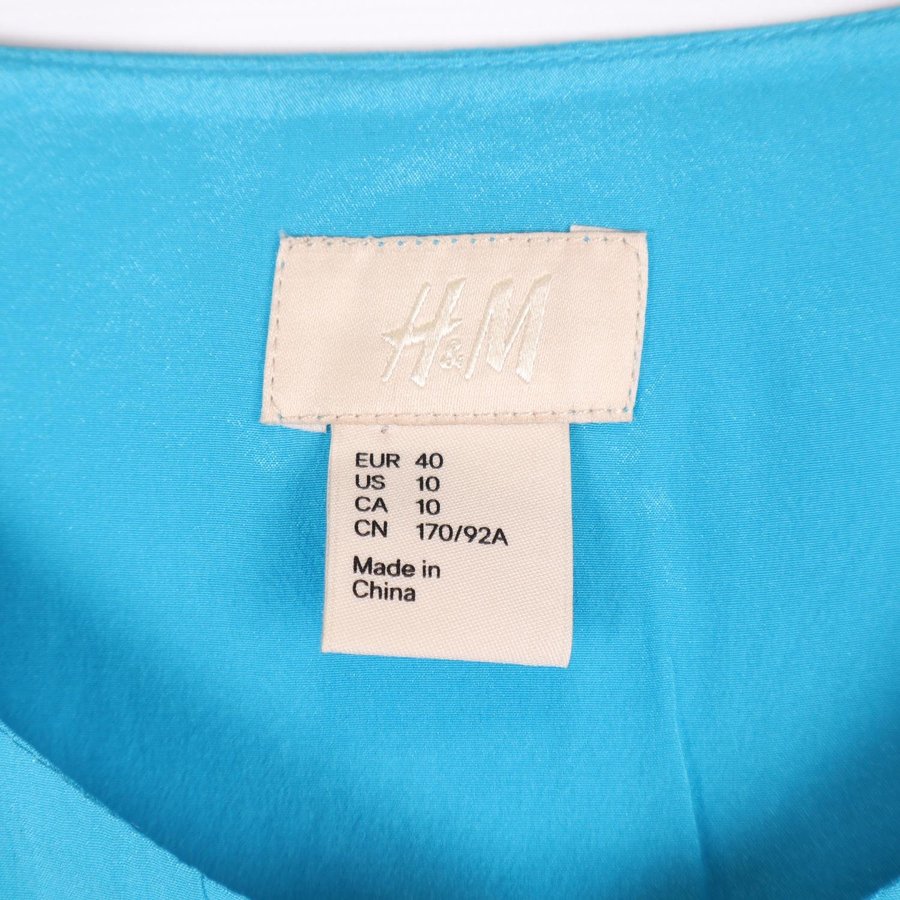 H&M
EUR 40
US 10
CA 10
CN 170/92A
Made in
China